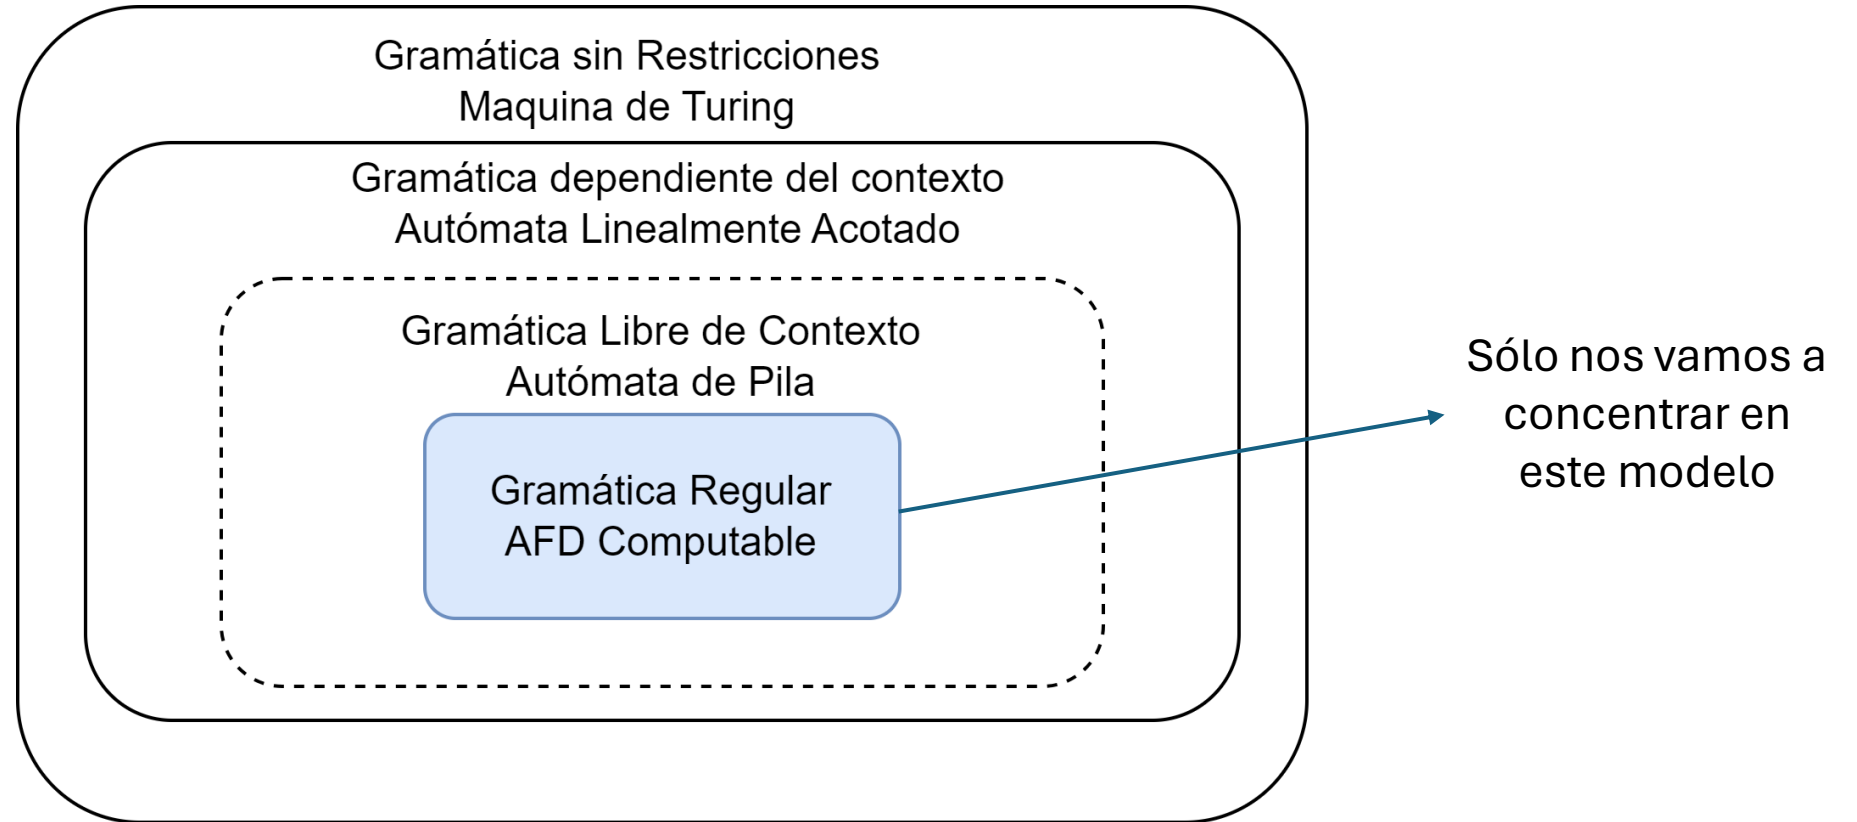 Gramática sin Restricciones
Maquina de Turing
Gramática dependiente del contexto
Autómata Linealmente Acotado
Gramática Libre de Contexto
Autómata de Pila
Gramática Regular
AFD Computable
Sólo nos vamos a
concentrar en
este modelo